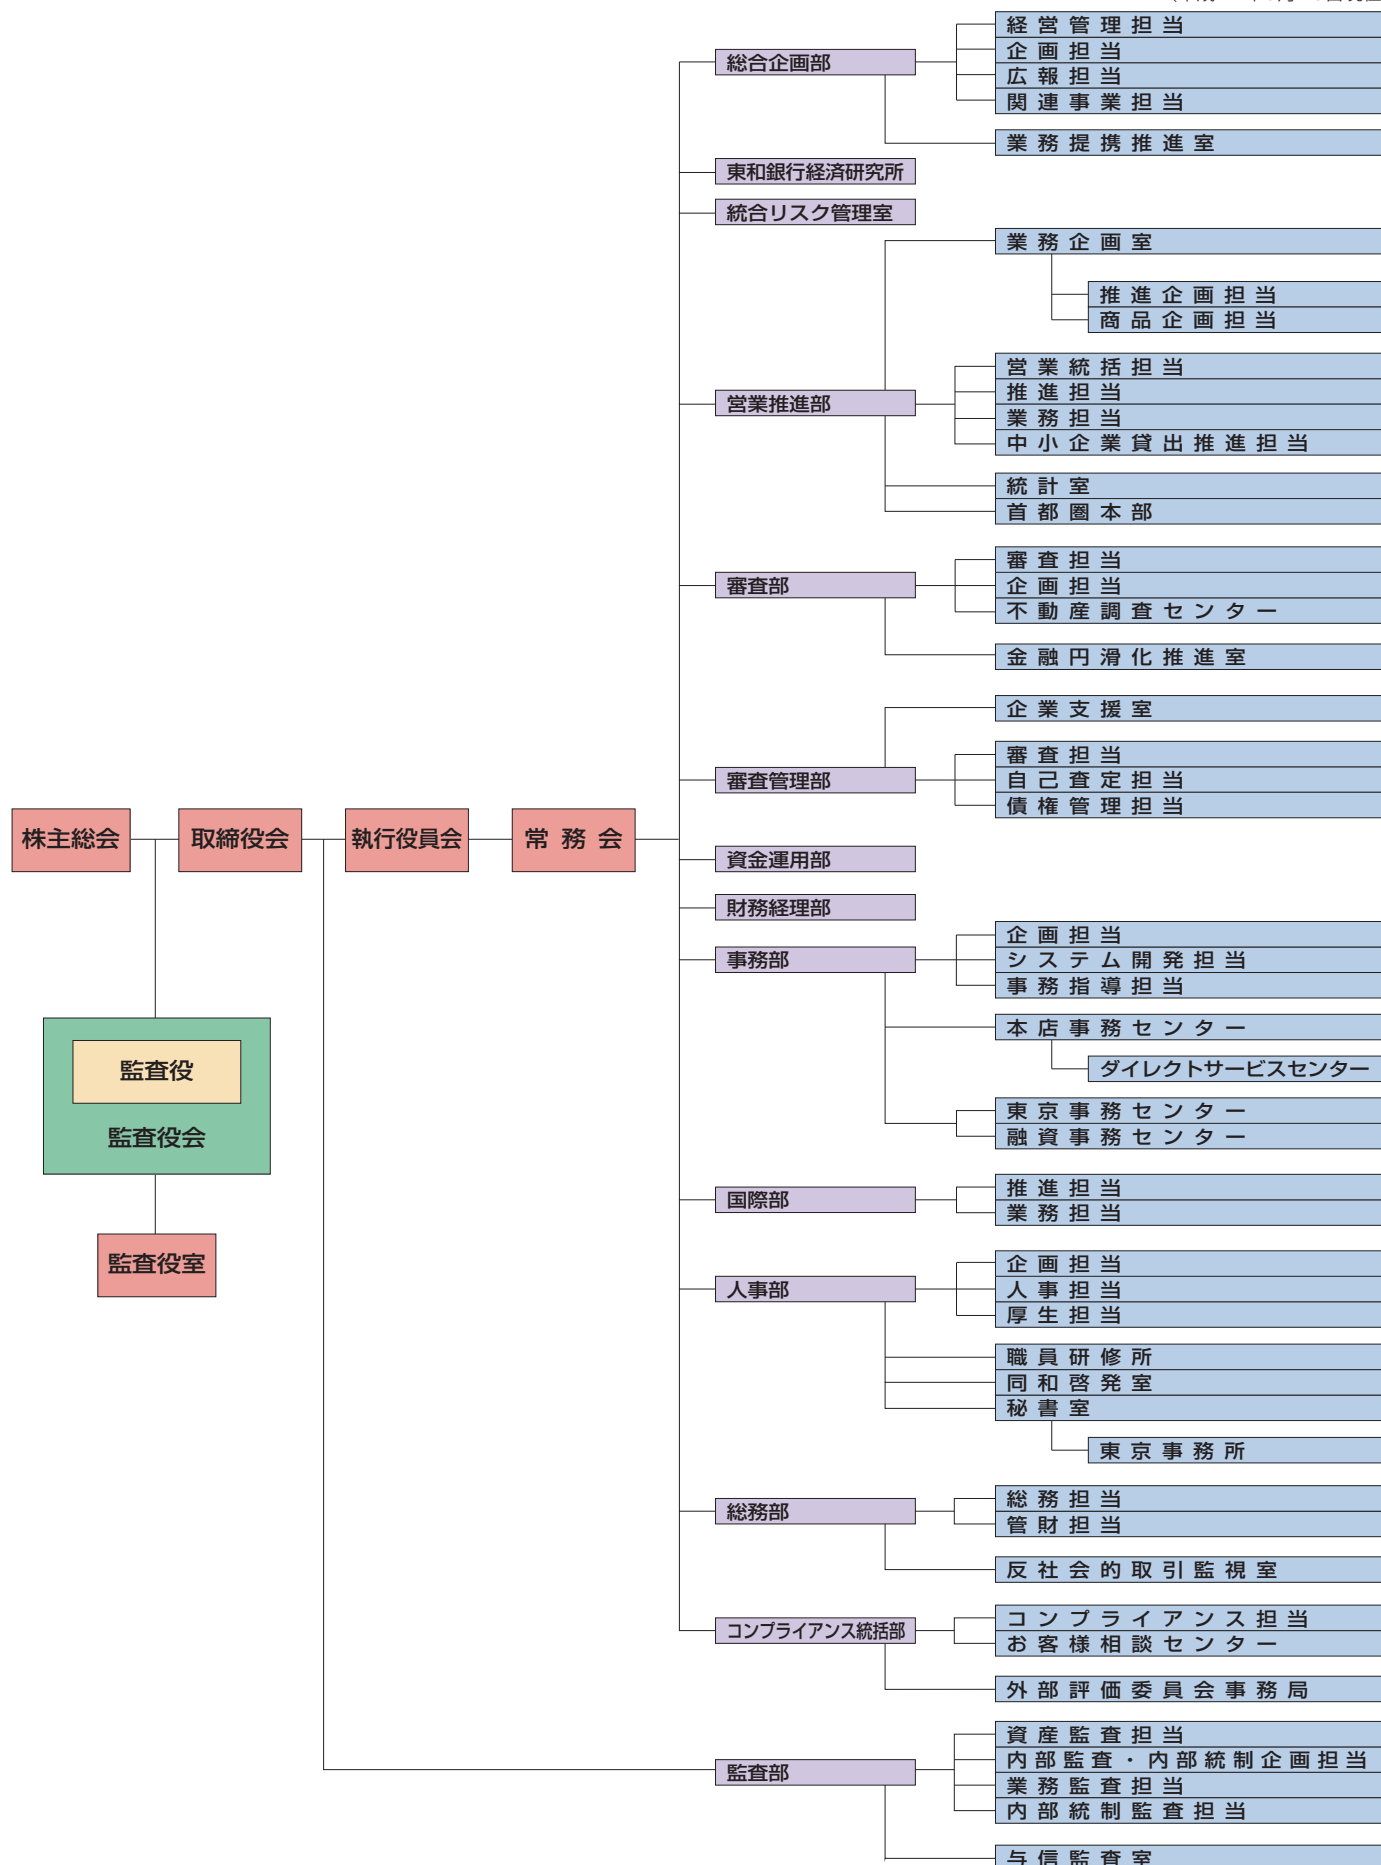 経営管理担当
企画担当
総合企画部
広報担当
関連事業担当
業務提携推進室
東和銀行経済研究所
統合リスク管理室
業務企画室
推進企画担当
商品企画担当
営業統括担当
推進担当
営業推進部
業務担当
中小企業貸出推進担当
統計室
首都圏本部
審査担当
審査部
企画担当
不動産調査センター
金融円滑化推進室
企業支援室
審査担当
審査管理部
自己査定担当
債権管理担当
株主総会
取締役会
執行役員会
常務会
資金運用部
財務経理部
企画担当
事務部
システム開発担当
事務指導担当
本店事務センター
監査役
ダイレクトサービスセンター
東京事務センター
監査役会
融資事務センター
推進担当
国際部
業務担当
監査役室
企画担当
人事部
人事担当
厚生担当
職員研修所
同和啓発室
秘書室
東京事務所
総務担当
総務部
管財担当
反社会的取引監視室
コンプライアンス担当
コンプライアンス統括部
お客様相談センター
外部評価委員会事務局
資産監査担当
内部監査・内部統制企画担当
監査部
業務監査担当
内部統制監査担当
与信監査室